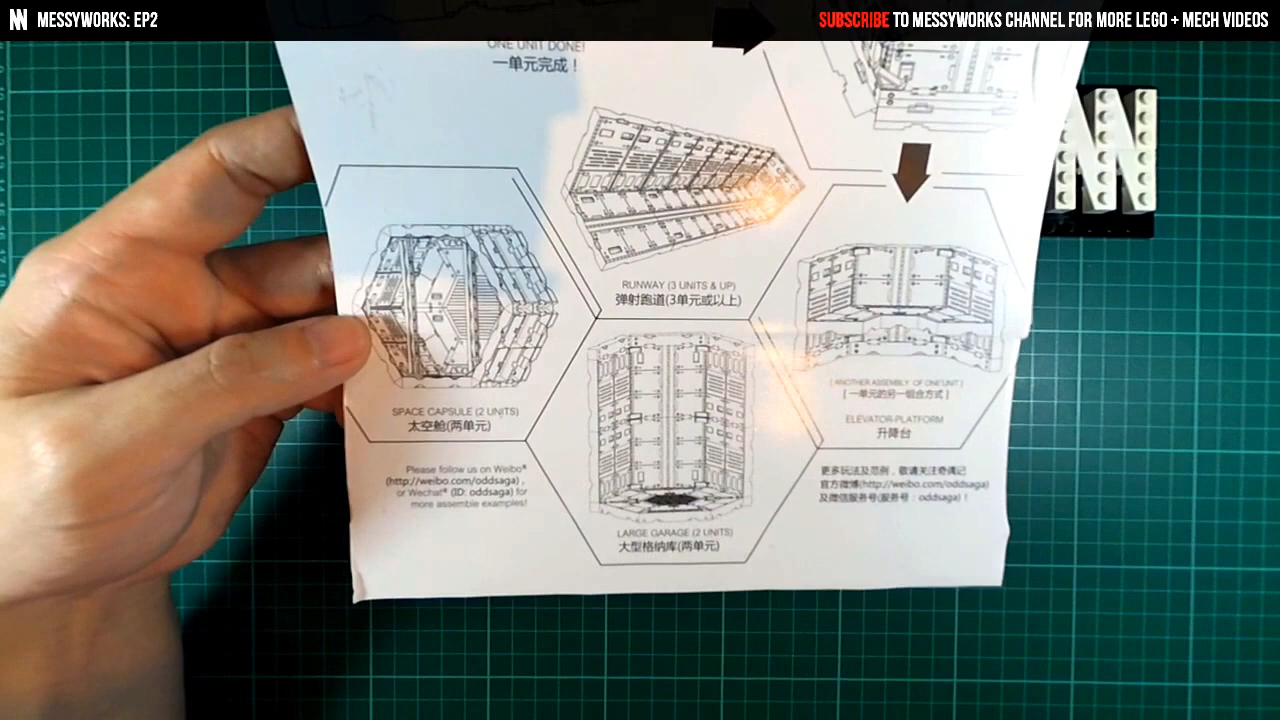 MESSYWORKS: EP2
SUBSCRIBE TO MESSYWORKS CHANNEL FOR MORE LEGO + MECH VIDEOS
ONE UNIT DONE!
一单元完成！
RUNWAY (3 UNITS & UP)
弹射跑道(3单元或以上)
[ ANOTHER ASSEMBLY OF ONE UNIT ]
[ 一单元的另一组合方式 ]
ELEVATOR-PLATFORM
升降台
SPACE CAPSULE (2 UNITS)
太空舱(两单元)
Please follow us on Weibo®
(http://weibo.com/oddsaga) ,
or Wechat® (ID: oddsaga) for
more assemble examples!
更多玩法及范例，敬请关注奇调记
官方微博(http://weibo.com/oddsaga)
及微信服务号(服务号：oddsaga)！
LARGE GARAGE (2 UNITS)
大型格纳库(两单元)